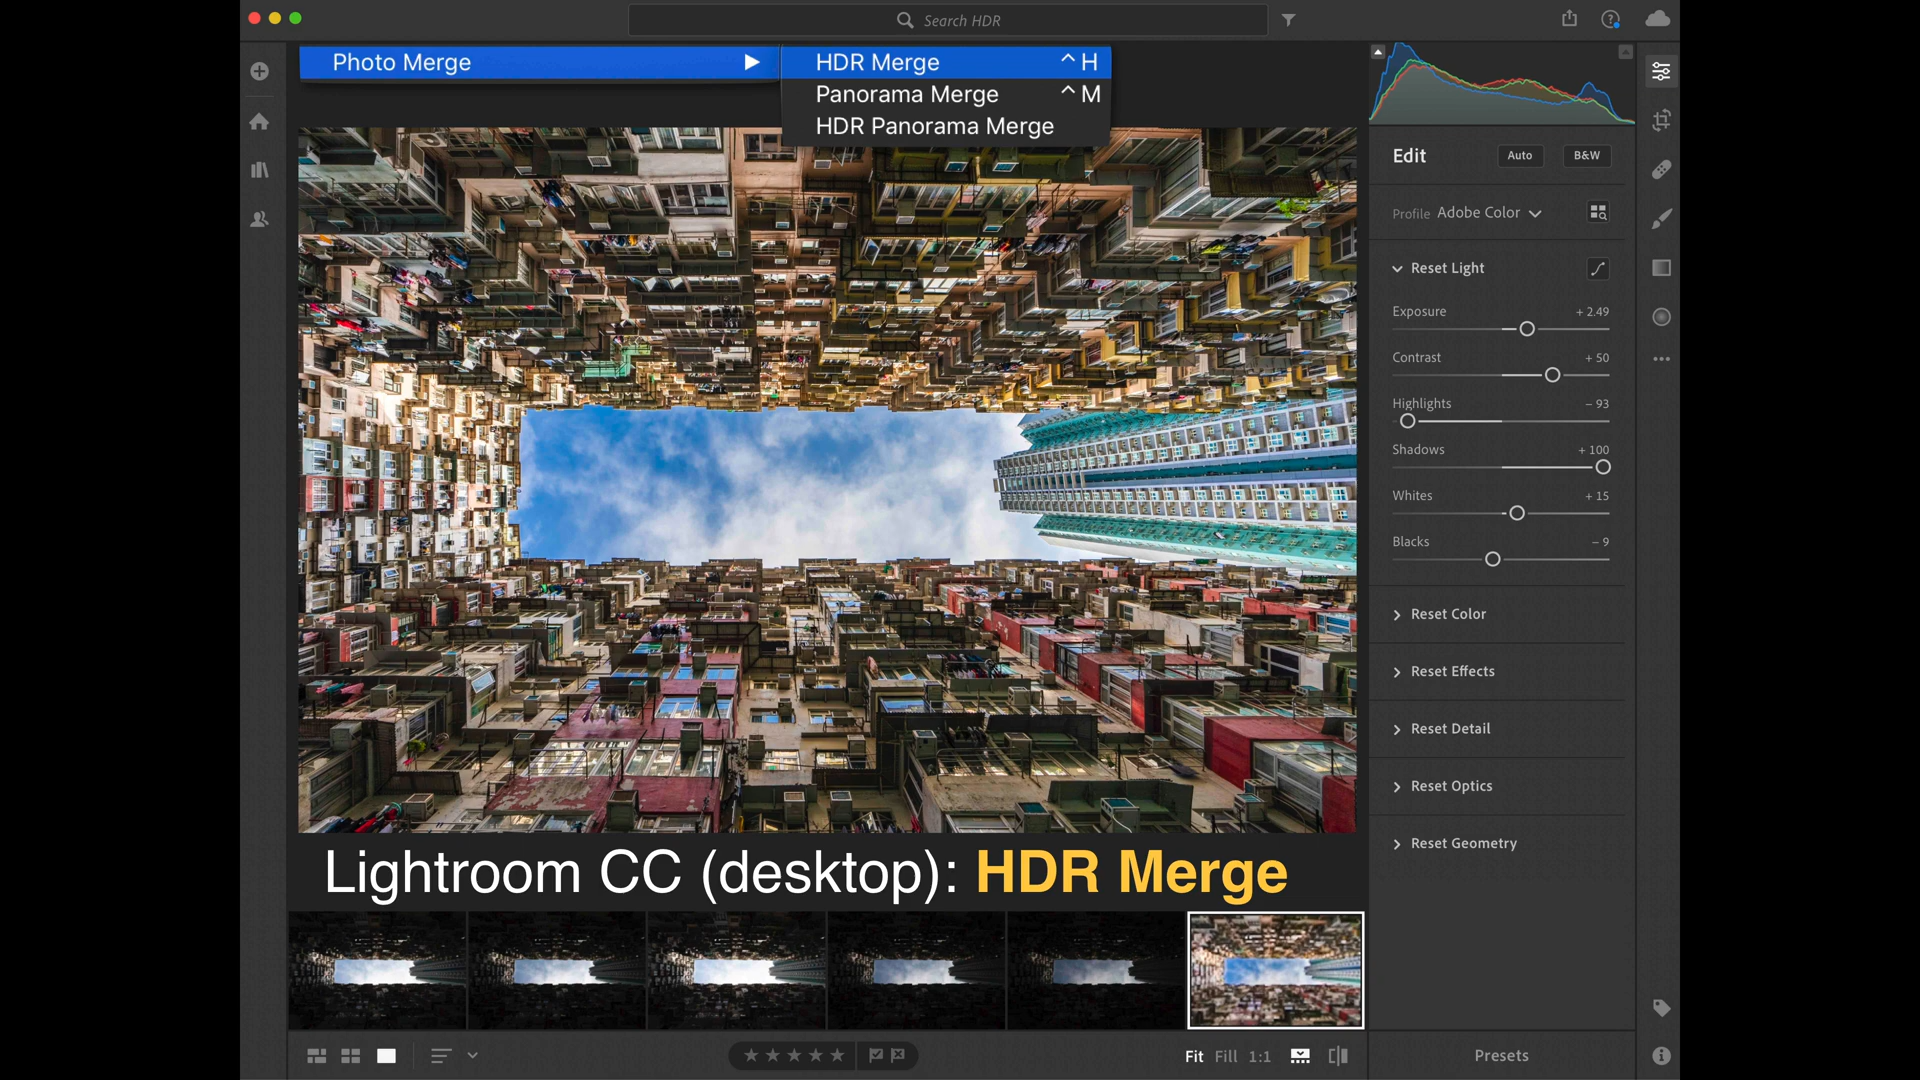 Search HDR
Photo Merge
HDR Merge ^ H
Panorama Merge ^ M
HDR Panorama Merge
Edit Auto B&W
Profile Adobe Color
Reset Light
Exposure + 2.49
Contrast + 50
Highlights – 93
Shadows + 100
Whites + 15
Blacks – 9
Reset Color
Reset Effects
Reset Detail
Reset Optics
Reset Geometry
Lightroom CC (desktop): HDR Merge
Fit Fill 1:1
Presets